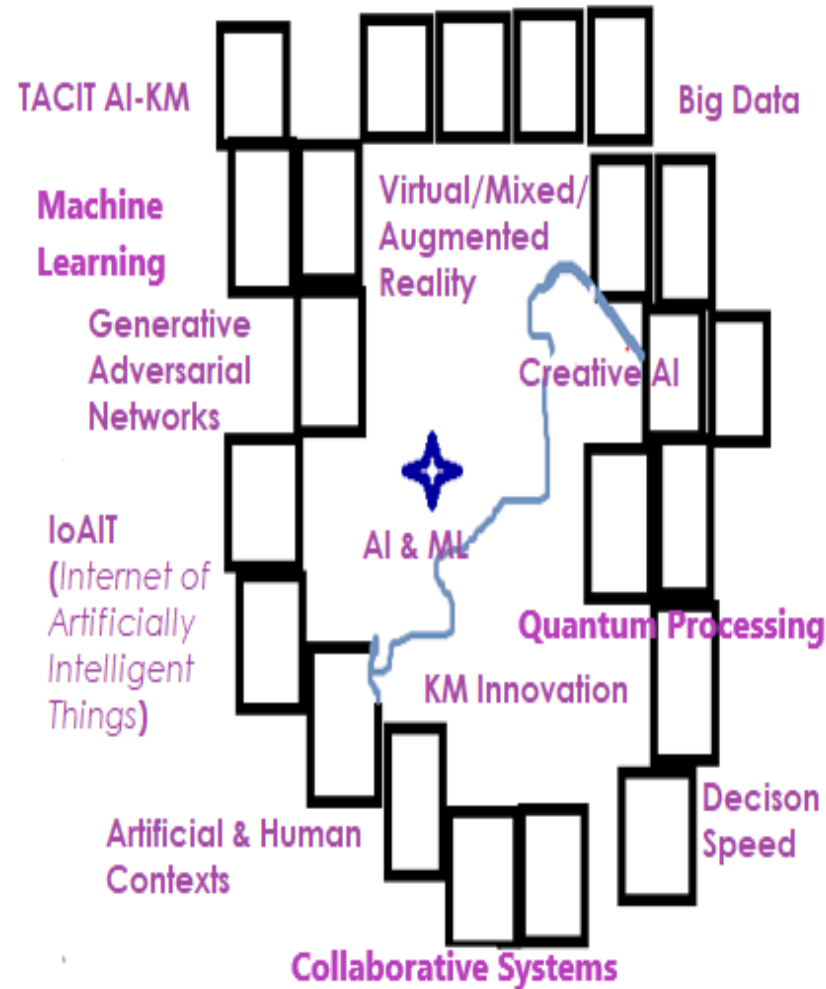 TACIT AI-KM
Big Data
Machine
Learning
Virtual/Mixed/
Augmented
Reality
Generative
Adversarial
Networks
Creative AI
IoAIT
(Internet of
Artificially
Intelligent
Things)
AI & ML
Quantum Processing
KM Innovation
Decison
Speed
Artificial & Human
Contexts
Collaborative Systems